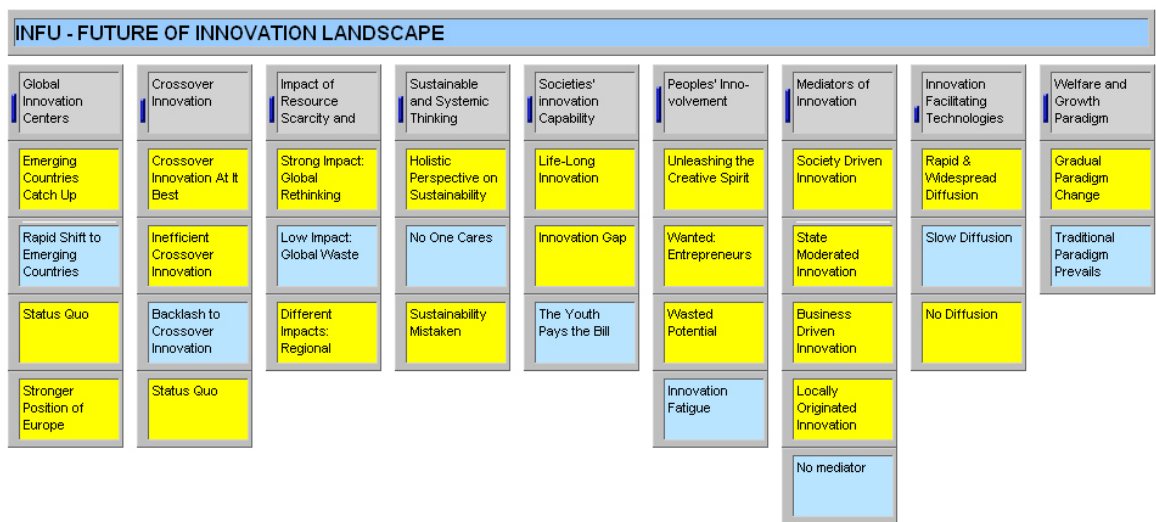 INFU - FUTURE OF INNOVATION LANDSCAPE
Global
Innovation
Centers
Emerging
Countries
Catch Up
Rapid Shift to
Emerging
Countries
Status Quo
Stronger
Position of
Europe
Crossover
Innovation
Crossover
Innovation At It
Best
Inefficient
Crossover
Innovation
Backlash to
Crossover
Innovation
Status Quo
Impact of
Resource
Scarcity and
Strong Impact:
Global
Rethinking
Low Impact:
Global Waste
Different
Impacts:
Regional
Sustainable
and Systemic
Thinking
Holistic
Perspective on
Sustainability
No One Cares
Sustainability
Mistaken
Societies'
innovation
Capability
Life-Long
Innovation
Innovation Gap
The Youth
Pays the Bill
Peoples' Inno-
volvement
Unleashing the
Creative Spirit
Wanted:
Entrepreneurs
Wasted
Potential
Innovation
Fatigue
Mediators of
Innovation
Society Driven
Innovation
State
Moderated
Innovation
Business
Driven
Innovation
Locally
Originated
Innovation
No mediator
Innovation
Facilitating
Technologies
Rapid &
Widespread
Diffusion
Slow Diffusion
No Diffusion
Welfare and
Growth
Paradigm
Gradual
Paradigm
Change
Traditional
Paradigm
Prevails